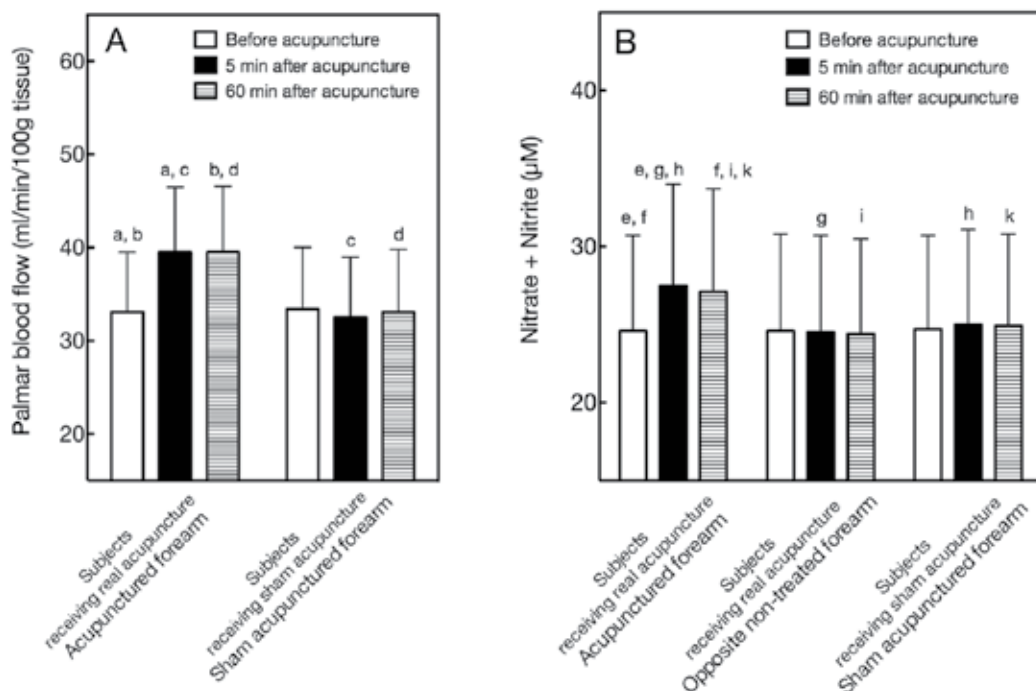 A
Before acupuncture
5 min after acupuncture
60 min after acupuncture
Palmar blood flow (ml/min/100g tissue)
60
50
40
30
20
a, b
a, c
b, d
c
d
Subjects
receiving real acupuncture
Acupunctured forearm
Subjects
receiving sham acupuncture
Sham acupunctured forearm
B
Before acupuncture
5 min after acupuncture
60 min after acupuncture
Nitrate + Nitrite (µM)
40
30
20
e, f
e, g, h
f, i, k
g
i
h
k
Subjects
receiving real acupuncture
Acupunctured forearm
Subjects
receiving real acupuncture
Opposite non-treated forearm
Subjects
receiving sham acupuncture
Sham acupunctured forearm